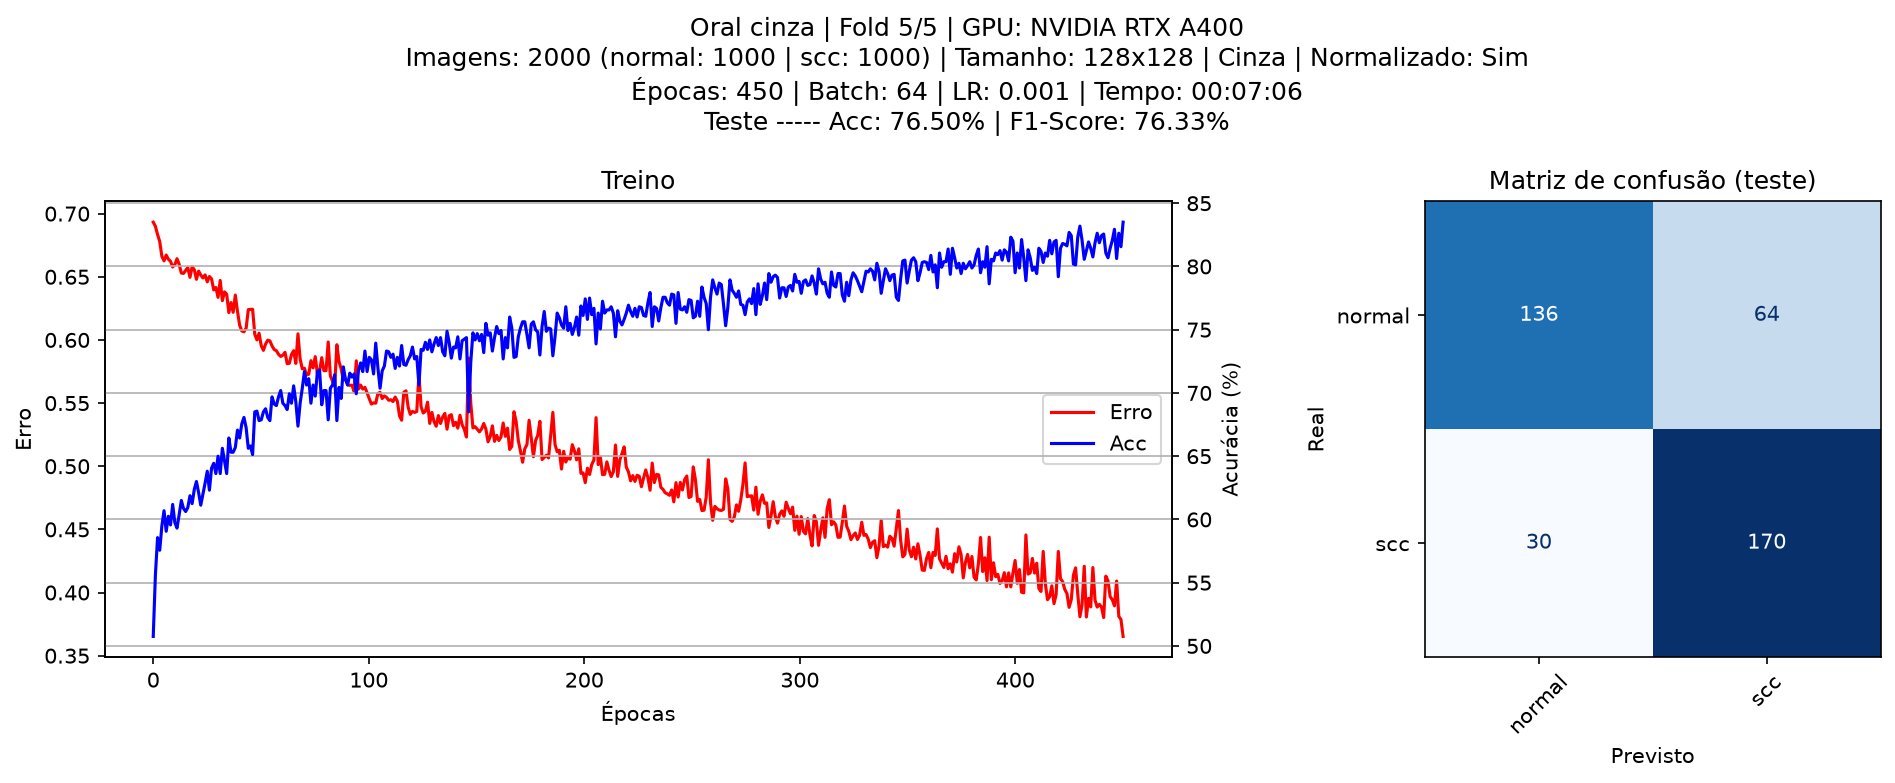 Oral cinza | Fold 5/5 | GPU: NVIDIA RTX A400
Imagens: 2000 (normal: 1000 | scc: 1000) | Tamanho: 128x128 | Cinza | Normalizado: Sim
Épocas: 450 | Batch: 64 | LR: 0.001 | Tempo: 00:07:06
Teste ----- Acc: 76.50% | F1-Score: 76.33%
Treino
0.70
0.65
0.60
0.55
0.50
0.45
0.40
0.35
Erro
0
100
200
300
400
Épocas
85
80
75
70
65
60
55
50
Acurácia (%)
Erro
Acc
Matriz de confusão (teste)
Real
normal
136
64
scc
30
170
normal
scc
Previsto